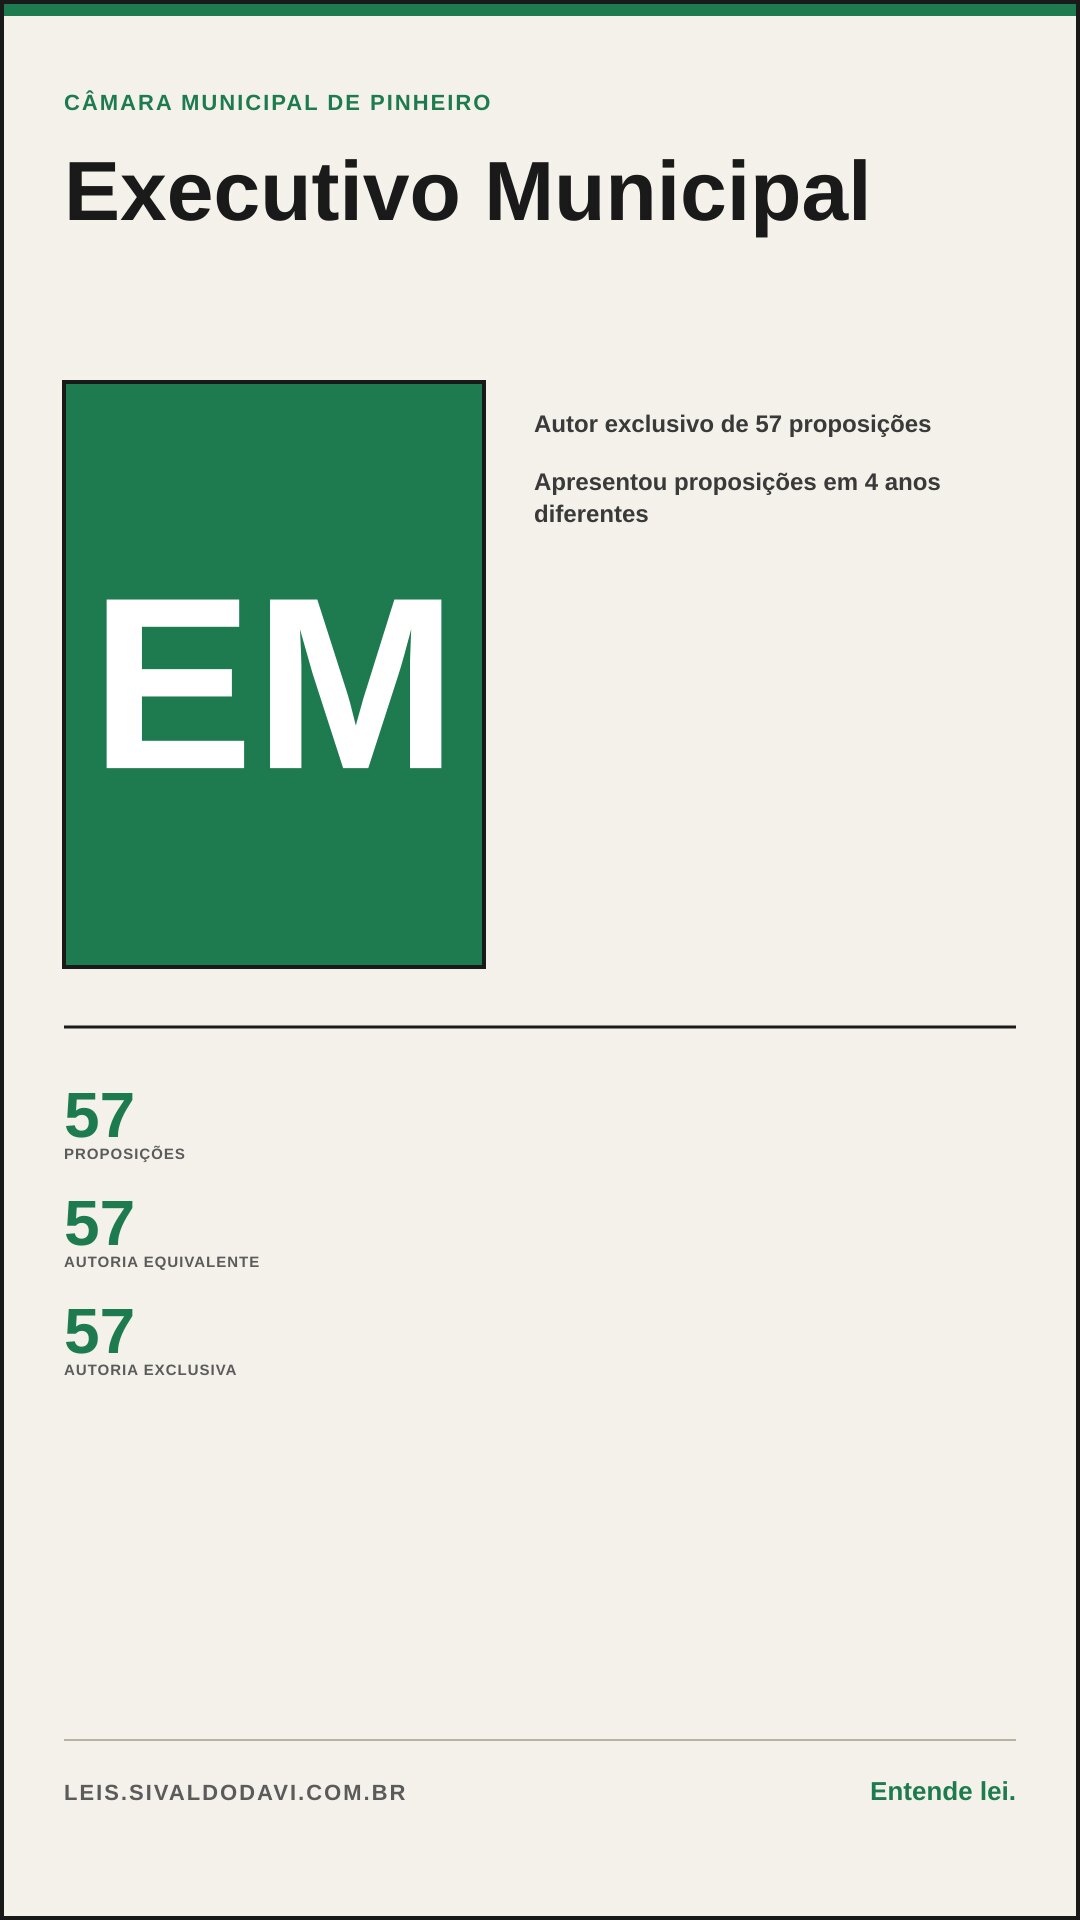 CÂMARA MUNICIPAL DE PINHEIRO
Executivo Municipal
EM
Autor exclusivo de 57 proposições
Apresentou proposições em 4 anos
diferentes
57
PROPOSIÇÕES
57
AUTORIA EQUIVALENTE
57
AUTORIA EXCLUSIVA
LEIS.SIVALDODAVI.COM.BR
Entende lei.